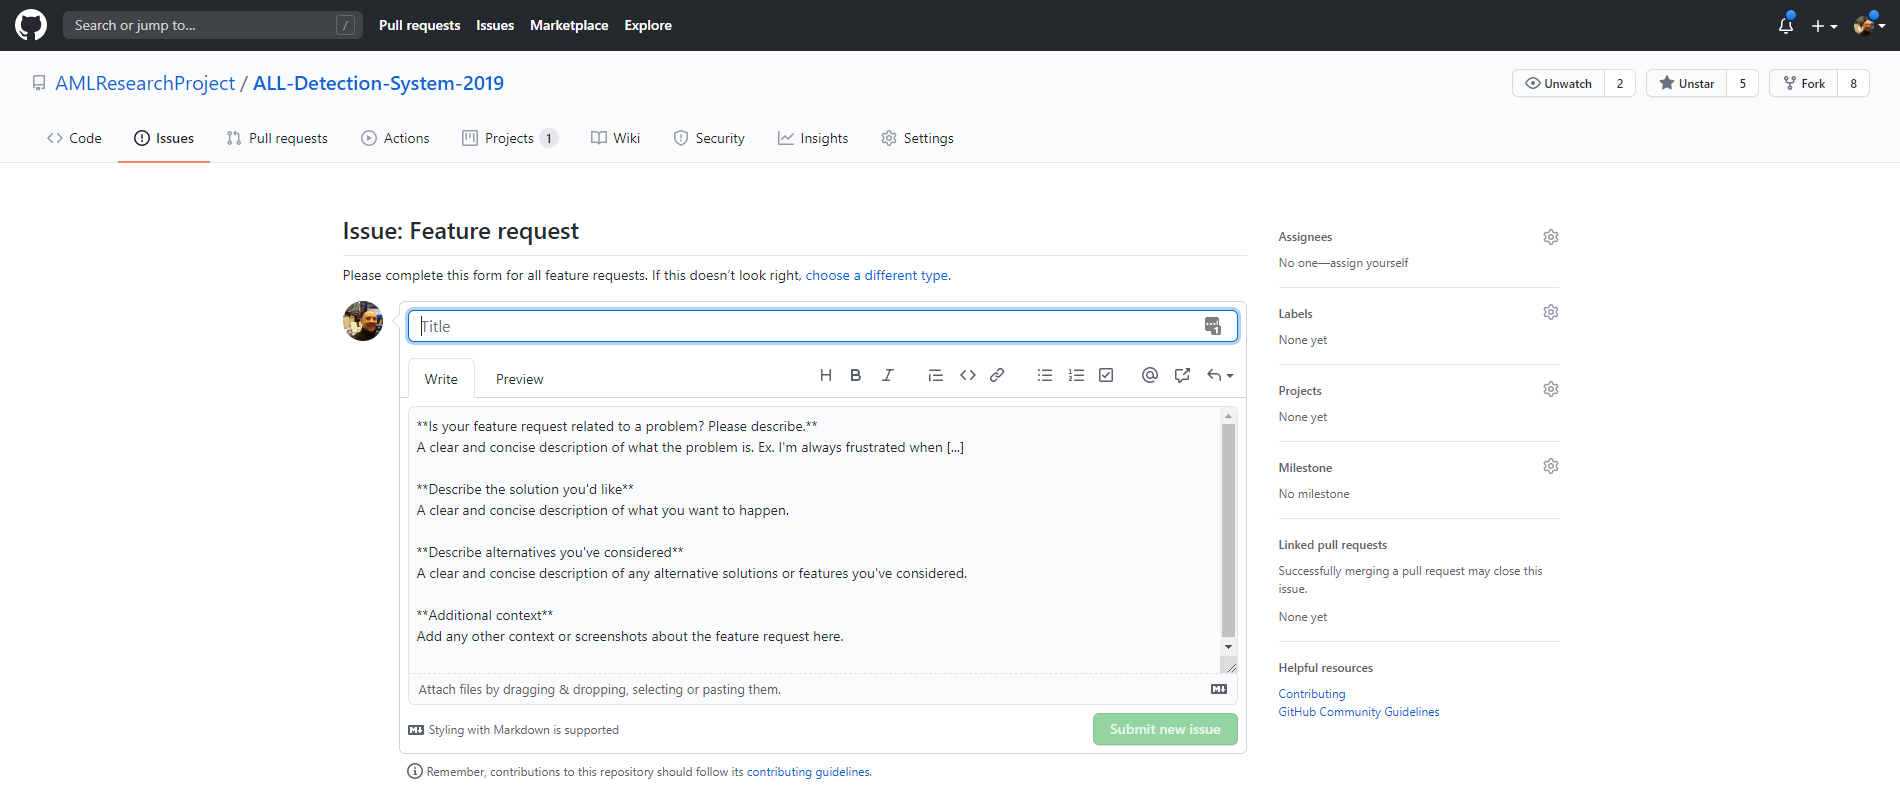 Search or jump to... /
Pull requests Issues Marketplace Explore
AMLResearchProject / ALL-Detection-System-2019
Unwatch 2 Unstar 5 Fork 8
Code Issues Pull requests Actions Projects 1 Wiki Security Insights Settings
Issue: Feature request
Please complete this form for all feature requests. If this doesn’t look right, choose a different type.
Title
1
Write Preview
H B I
**Is your feature request related to a problem? Please describe.**
A clear and concise description of what the problem is. Ex. I'm always frustrated when [...]
**Describe the solution you'd like**
A clear and concise description of what you want to happen.
**Describe alternatives you've considered**
A clear and concise description of any alternative solutions or features you've considered.
**Additional context**
Add any other context or screenshots about the feature request here.
Attach files by dragging & dropping, selecting or pasting them.
Styling with Markdown is supported
Submit new issue
Remember, contributions to this repository should follow its contributing guidelines.
Assignees
No one—assign yourself
Labels
None yet
Projects
None yet
Milestone
No milestone
Linked pull requests
Successfully merging a pull request may close this
issue.
None yet
Helpful resources
Contributing
GitHub Community Guidelines